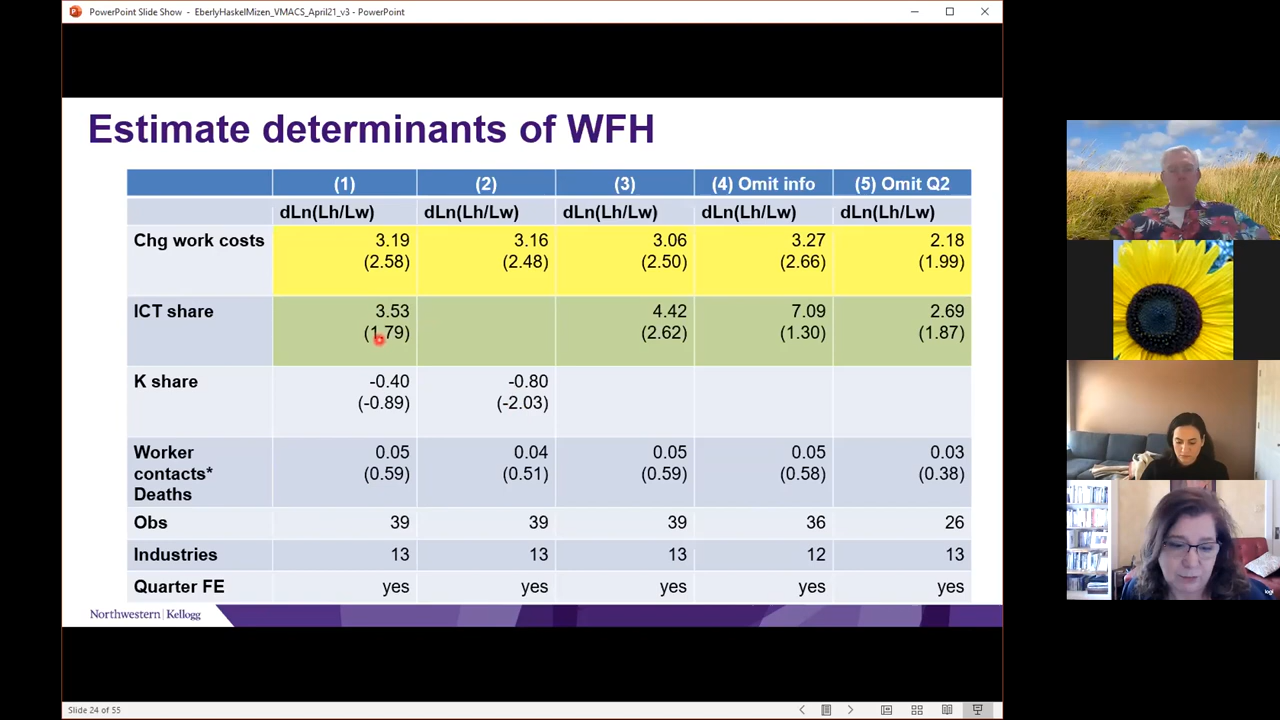 PowerPoint Slide Show - EberlyHaskelMizen_VMACS_April21_v3 - PowerPoint
Estimate determinants of WFH
(1) (2) (3) (4) Omit info (5) Omit Q2
dLn(Lh/Lw) dLn(Lh/Lw) dLn(Lh/Lw) dLn(Lh/Lw) dLn(Lh/Lw)
Chg work costs 3.19 3.16 3.06 3.27 2.18
(2.58) (2.48) (2.50) (2.66) (1.99)
ICT share 3.53 4.42 7.09 2.69
(1.79) (2.62) (1.30) (1.87)
K share -0.40 -0.80
(-0.89) (-2.03)
Worker 0.05 0.04 0.05 0.05 0.03
contacts* (0.59) (0.51) (0.59) (0.58) (0.38)
Deaths
Obs 39 39 39 36 26
Industries 13 13 13 12 13
Quarter FE yes yes yes yes yes
Northwestern Kellogg
Slide 24 of 55
logi